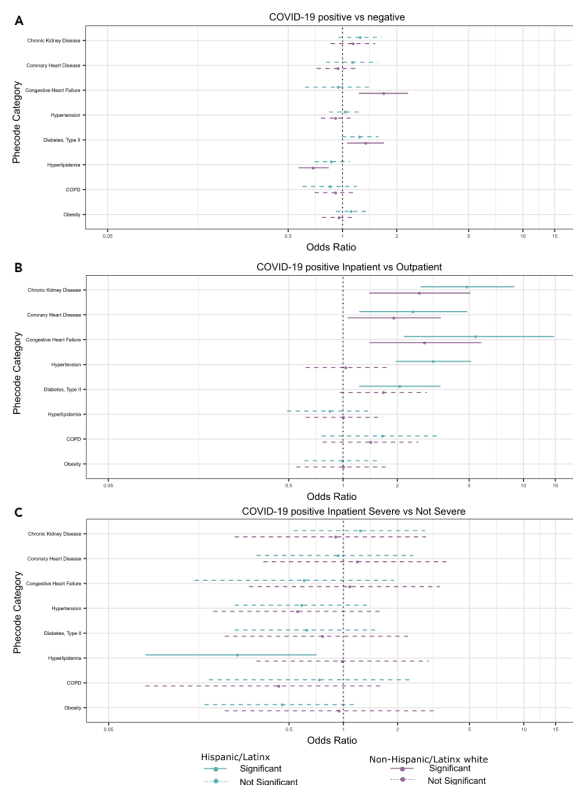 A
COVID-19 positive vs negative
Phecode Category
Chronic Kidney Disease
Coronary Heart Disease
Congestive Heart Failure
Hypertension
Diabetes, Type II
Hyperlipidemia
COPD
Obesity
0.05 0.5 1 2 5 10 15
Odds Ratio
B
COVID-19 positive Inpatient vs Outpatient
Phecode Category
Chronic Kidney Disease
Coronary Heart Disease
Congestive Heart Failure
Hypertension
Diabetes, Type II
Hyperlipidemia
COPD
Obesity
0.05 0.5 1 2 5 10 15
Odds Ratio
C
COVID-19 positive Inpatient Severe vs Not Severe
Phecode Category
Chronic Kidney Disease
Coronary Heart Disease
Congestive Heart Failure
Hypertension
Diabetes, Type II
Hyperlipidemia
COPD
Obesity
0.05 0.5 1 2 5 10 15
Odds Ratio
Hispanic/Latinx Non-Hispanic/Latinx white
Significant Significant
Not Significant Not Significant